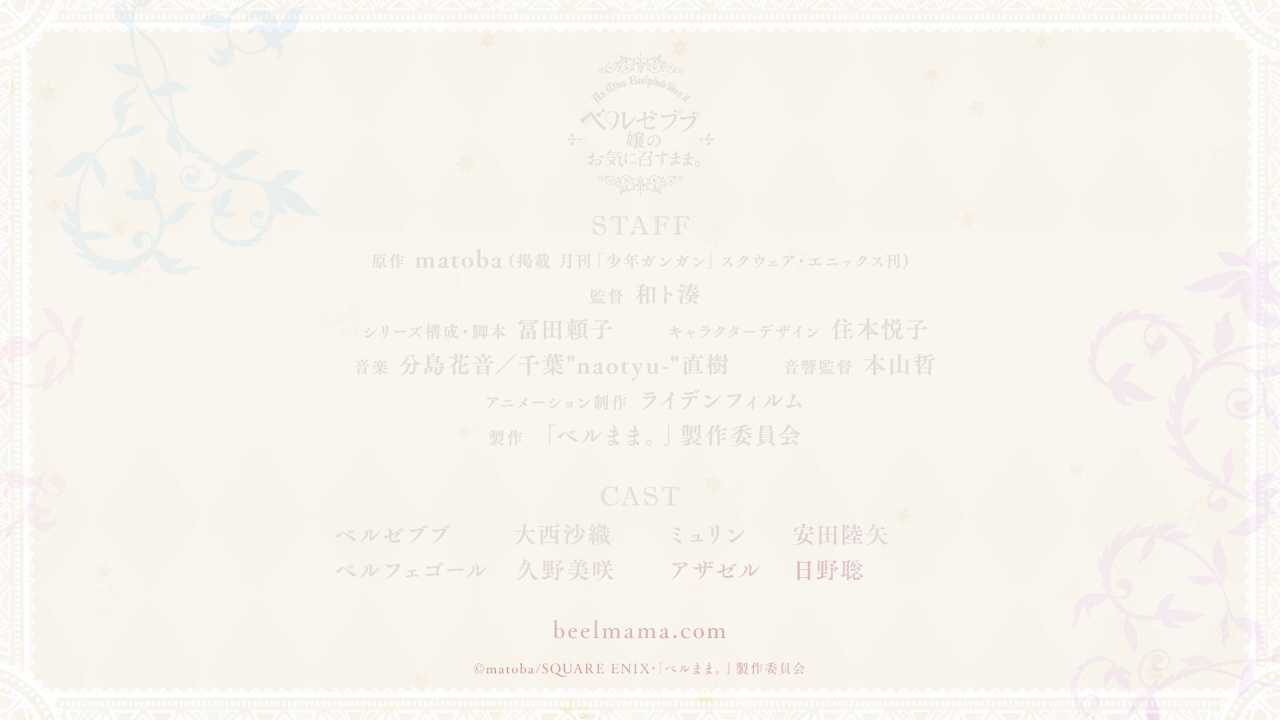 As Miss Beelzebub likes it.
ベルゼブブ
嬢の
お気に召すまま。
STAFF
原作 matoba（掲載 月刊「少年ガンガン」スクウェア・エニックス刊）
監督 和ト湊
シリーズ構成・脚本 冨田頼子 キャラクターデザイン 住本悦子
音楽 分島花音／千葉"naotyu-"直樹 音響監督 本山哲
アニメーション制作 ライデンフィルム
製作 「ベルまま。」製作委員会
CAST
ベルゼブブ 大西沙織 ミュリン 安田陸矢
ベルフェゴール 久野美咲 アザゼル 日野聡
beelmama.com
©matoba/SQUARE ENIX・「ベルまま。」製作委員会